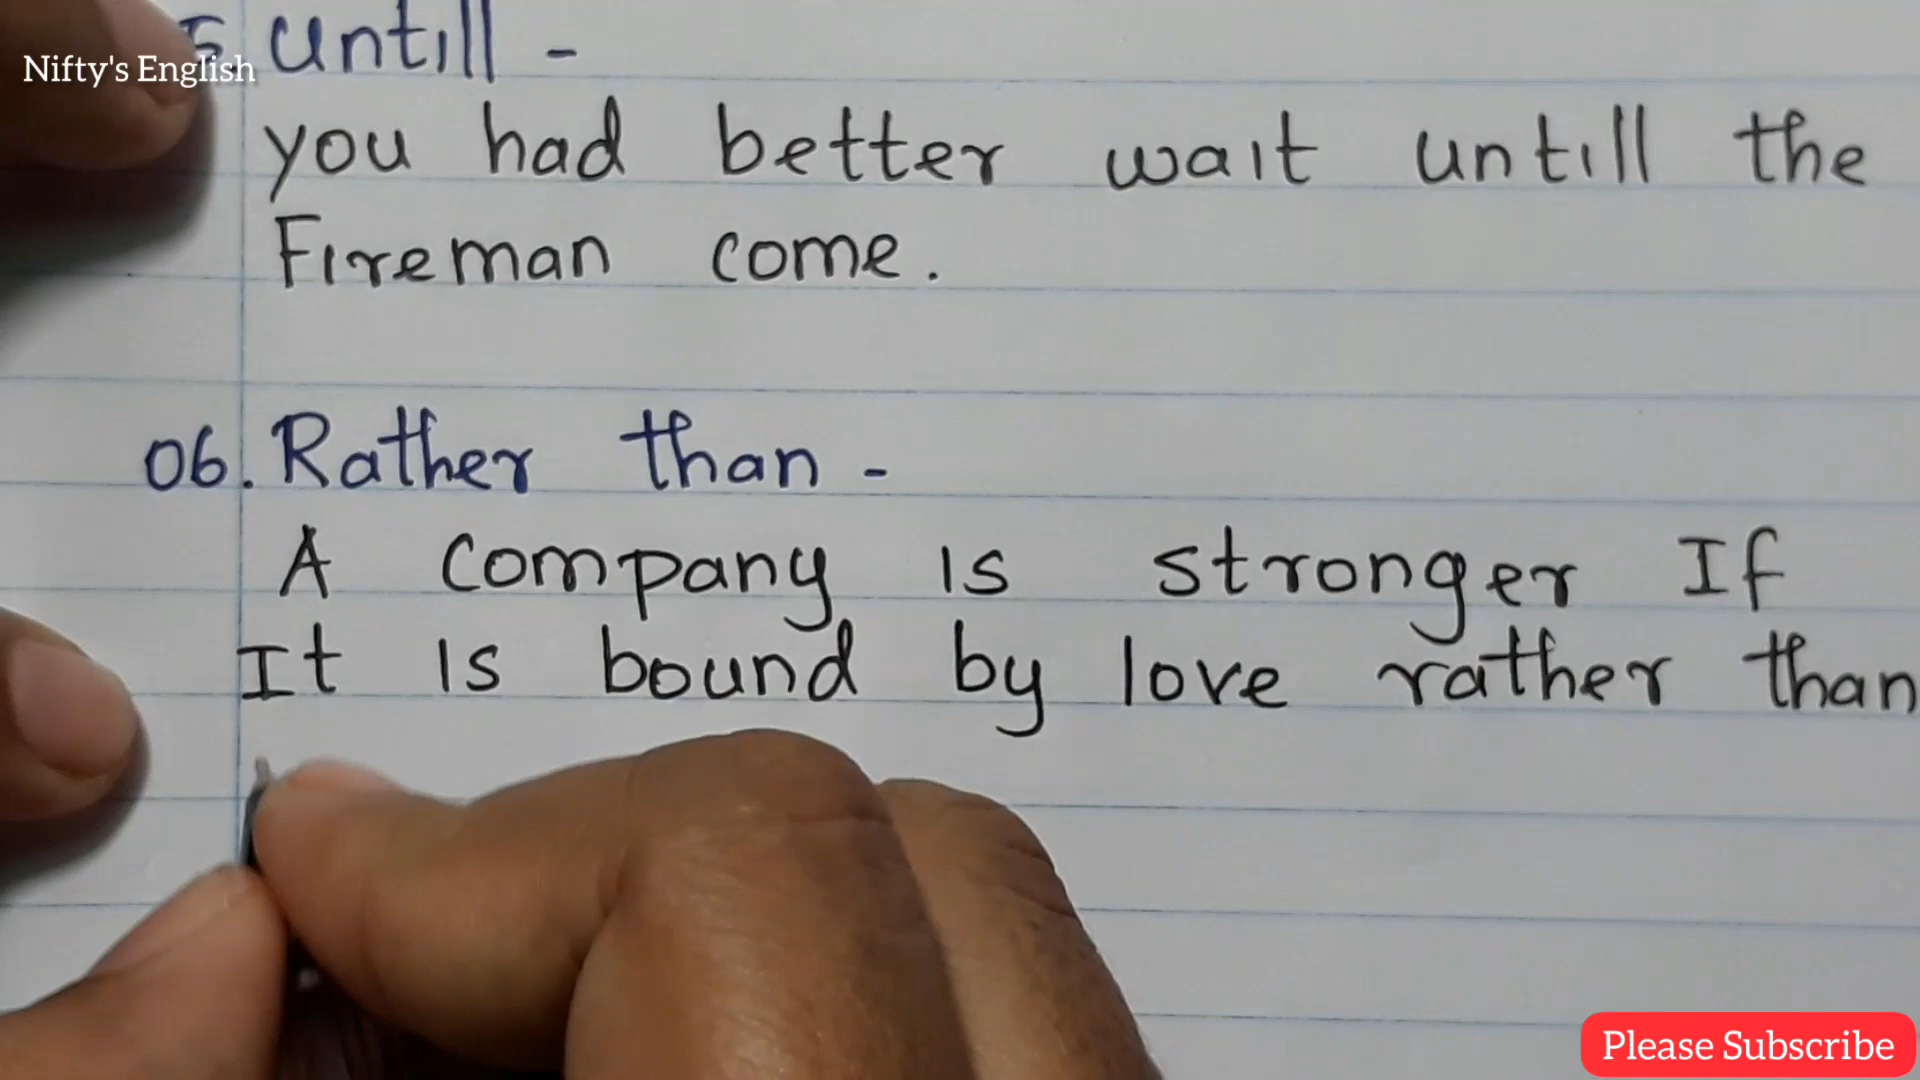 5 Untill -
Nifty's English
you had better wait untill the
Fireman come.
06. Rather than -
A company is stronger If
It is bound by love rather than
Please Subscribe